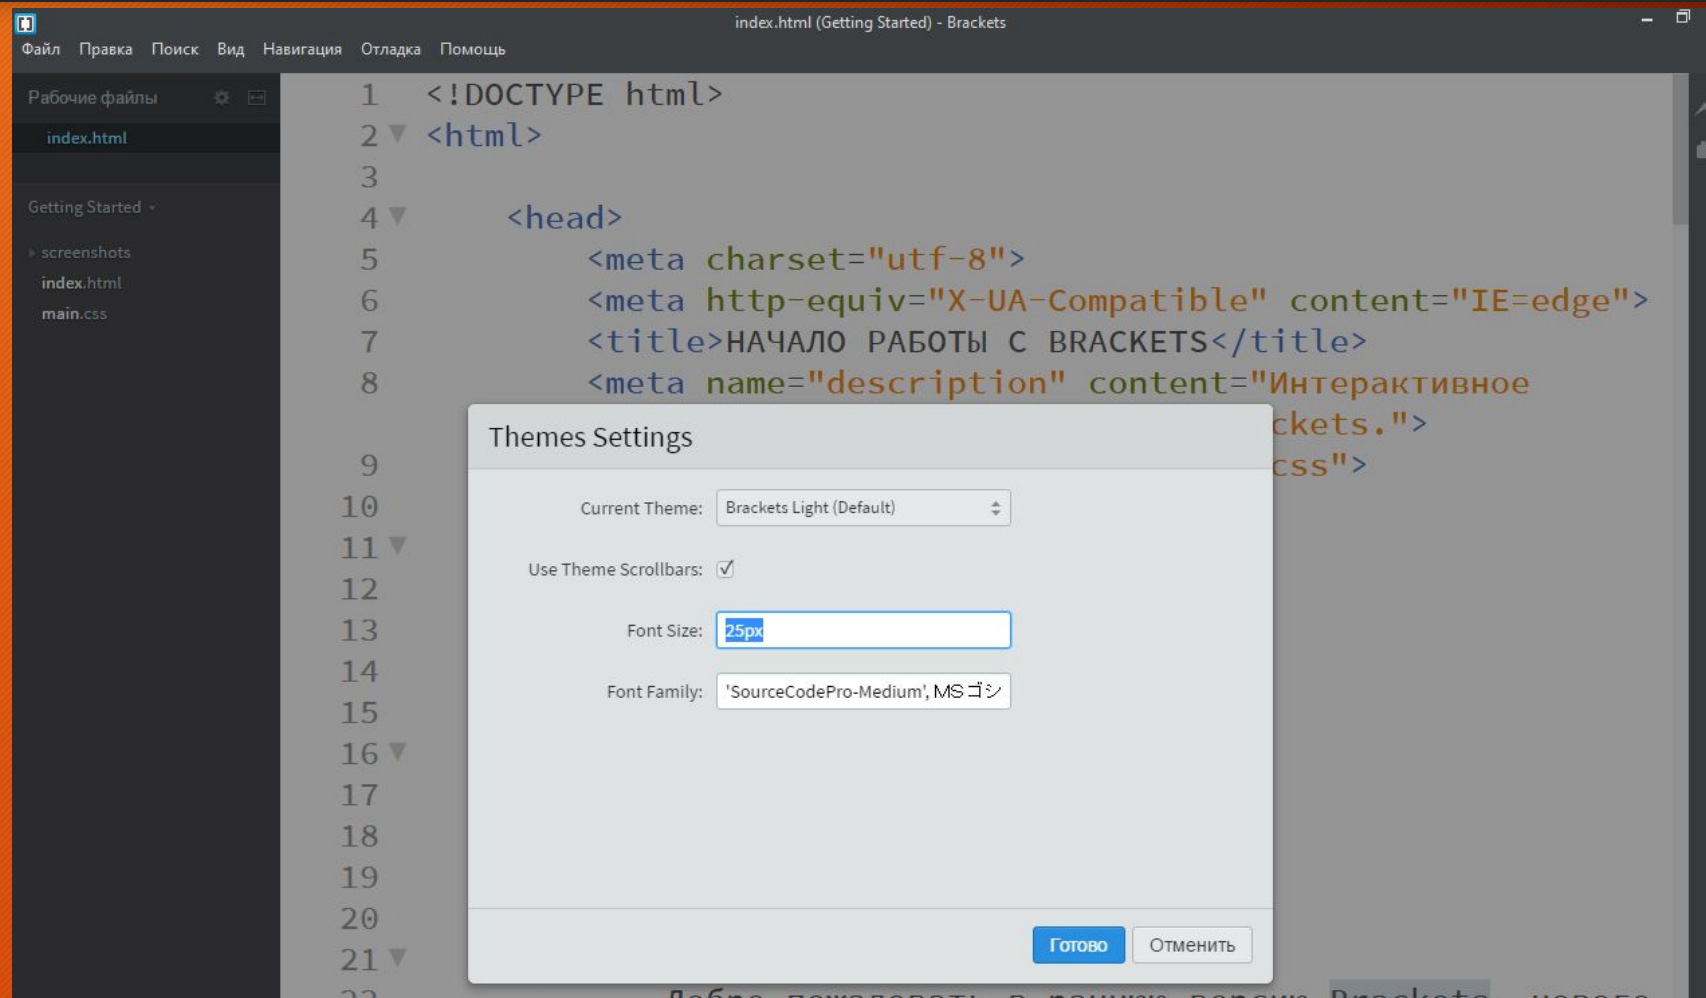 index.html (Getting Started) - Brackets
Файл Правка Поиск Вид Навигация Отладка Помощь
Рабочие файлы
index.html
Getting Started
screenshots
index.html
main.css
1 <!DOCTYPE html>
2 <html>
3
4 <head>
5 <meta charset="utf-8">
6 <meta http-equiv="X-UA-Compatible" content="IE=edge">
7 <title>НАЧАЛО РАБОТЫ С BRACKETS</title>
8 <meta name="description" content="Интерактивное
ckets.">
9 css">
10
11
12
13
14
15
16
17
18
19
20
21
Themes Settings
Current Theme: Brackets Light (Default)
Use Theme Scrollbars:
Font Size: 25px
Font Family: 'SourceCodePro-Medium', MS ゴシ
Готово Отменить